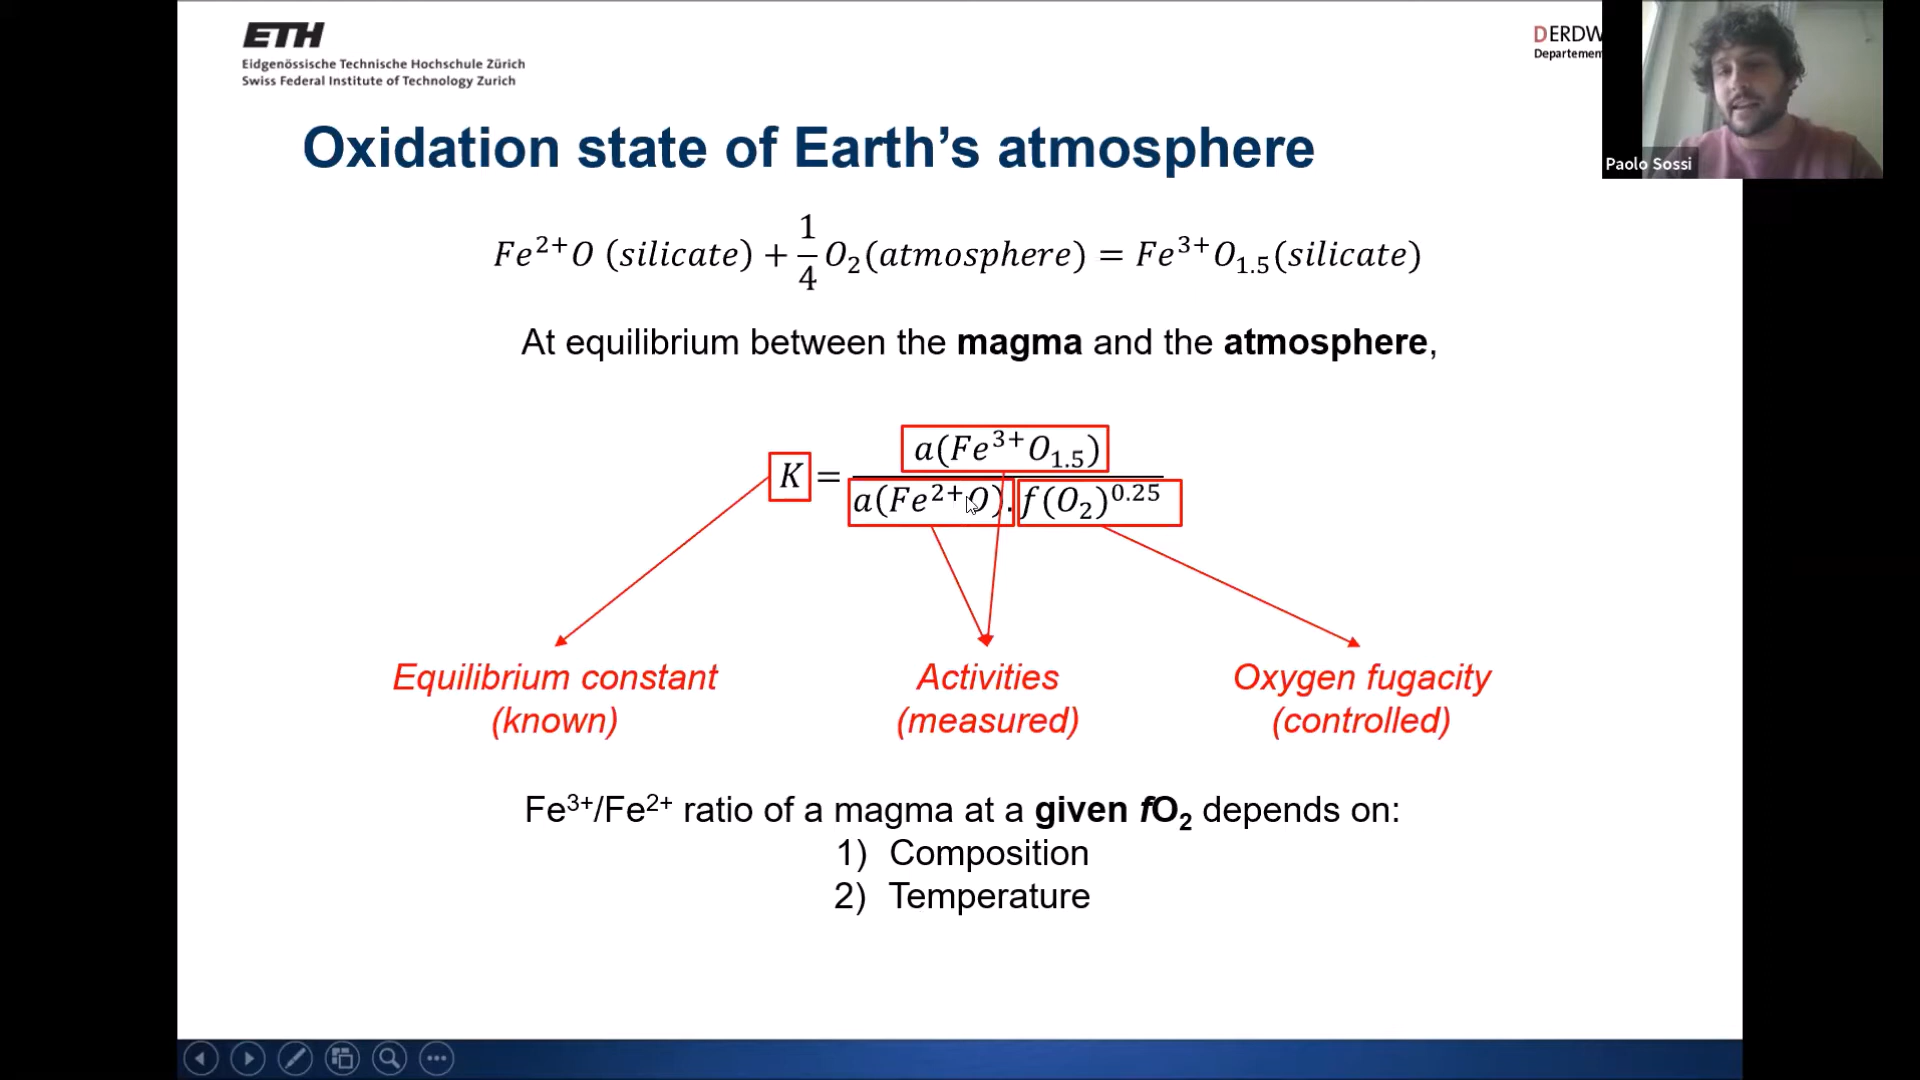 ETH
Eidgenössische Technische Hochschule Zürich
Swiss Federal Institute of Technology Zurich
DERDW
Departemen
Paolo Sossi
Oxidation state of Earth's atmosphere
Fe²⁺O (silicate) + 1/4 O₂(atmosphere) = Fe³⁺O₁.₅(silicate)
At equilibrium between the magma and the atmosphere,
K = a(Fe³⁺O₁.₅) / a(Fe²⁺O). f(O₂)⁰·²⁵
Equilibrium constant
(known)
Activities
(measured)
Oxygen fugacity
(controlled)
Fe³⁺/Fe²⁺ ratio of a magma at a given fO₂ depends on:
1) Composition
2) Temperature